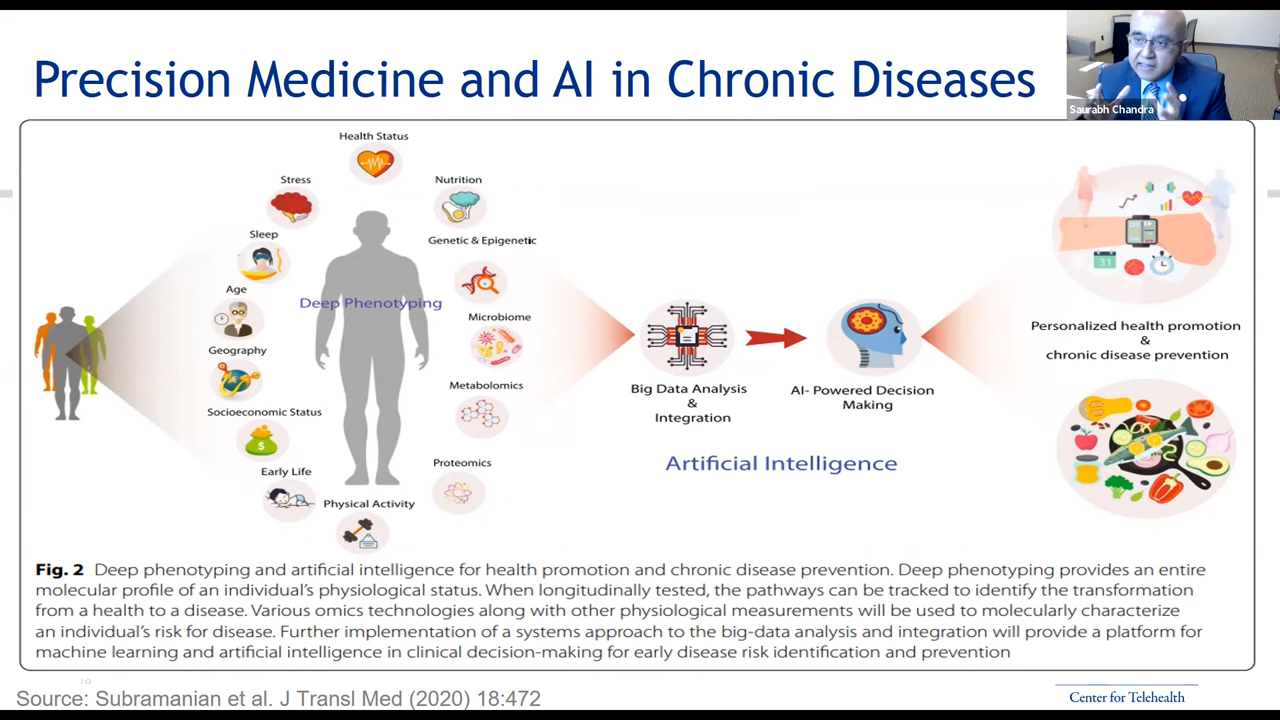 Precision Medicine and AI in Chronic Diseases
Saurabh Chandra
Health Status
Stress
Nutrition
Sleep
Genetic & Epigenetic
Age
Deep Phenotyping
Microbiome
Geography
Metabolomics
Socioeconomic Status
Proteomics
Early Life
Physical Activity
Big Data Analysis
&
Integration
AI- Powered Decision
Making
Artificial Intelligence
31
Personalized health promotion
&
chronic disease prevention
Fig. 2 Deep phenotyping and artificial intelligence for health promotion and chronic disease prevention. Deep phenotyping provides an entire
molecular profile of an individual's physiological status. When longitudinally tested, the pathways can be tracked to identify the transformation
from a health to a disease. Various omics technologies along with other physiological measurements will be used to molecularly characterize
an individual's risk for disease. Further implementation of a systems approach to the big-data analysis and integration will provide a platform for
machine learning and artificial intelligence in clinical decision-making for early disease risk identification and prevention
Source: Subramanian et al. J Transl Med (2020) 18:472
Center for Telehealth